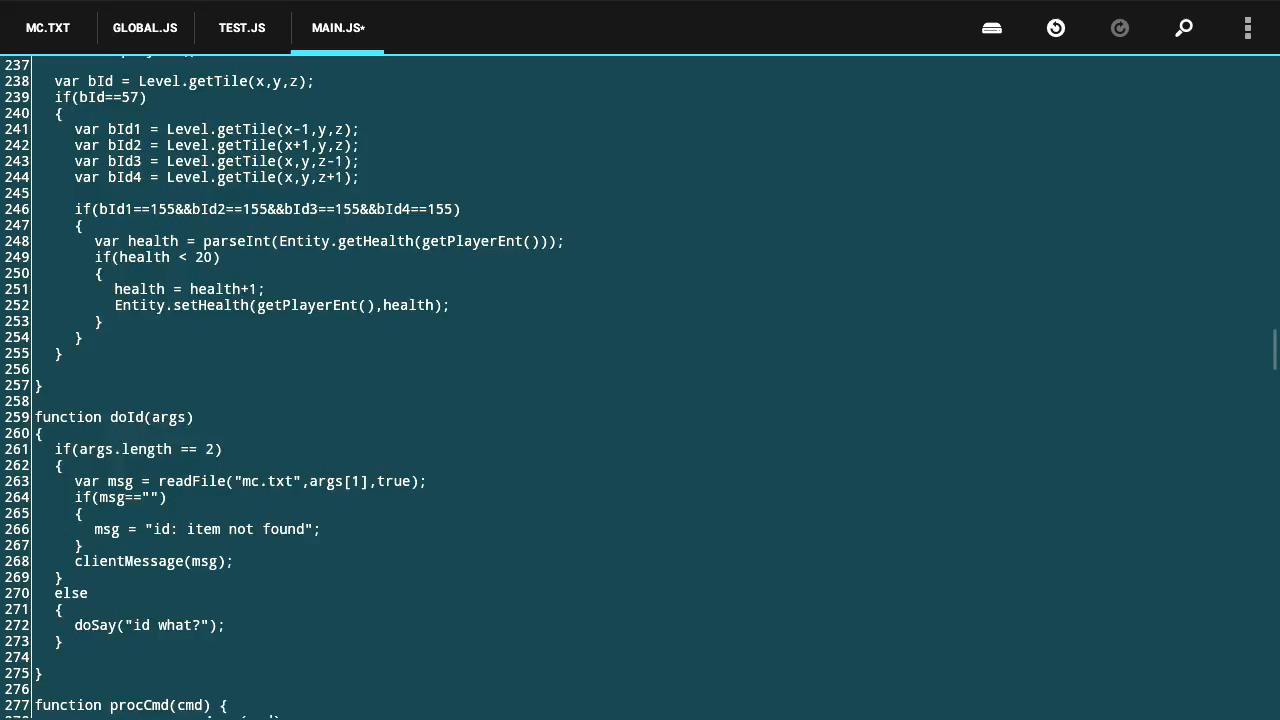 MC.TXT GLOBAL.JS TEST.JS MAIN.JS*
237
238 var bId = Level.getTile(x,y,z);
239 if(bId==57)
240 {
241 var bId1 = Level.getTile(x-1,y,z);
242 var bId2 = Level.getTile(x+1,y,z);
243 var bId3 = Level.getTile(x,y,z-1);
244 var bId4 = Level.getTile(x,y,z+1);
245
246 if(bId1==155&&bId2==155&&bId3==155&&bId4==155)
247 {
248 var health = parseInt(Entity.getHealth(getPlayerEnt()));
249 if(health < 20)
250 {
251 health = health+1;
252 Entity.setHealth(getPlayerEnt(),health);
253 }
254 }
255 }
256
257 }
258
259 function doId(args)
260 {
261 if(args.length == 2)
262 {
263 var msg = readFile("mc.txt",args[1],true);
264 if(msg=="")
265 {
266 msg = "id: item not found";
267 }
268 clientMessage(msg);
269 }
270 else
271 {
272 doSay("id what?");
273 }
274
275 }
276
277 function procCmd(cmd) {